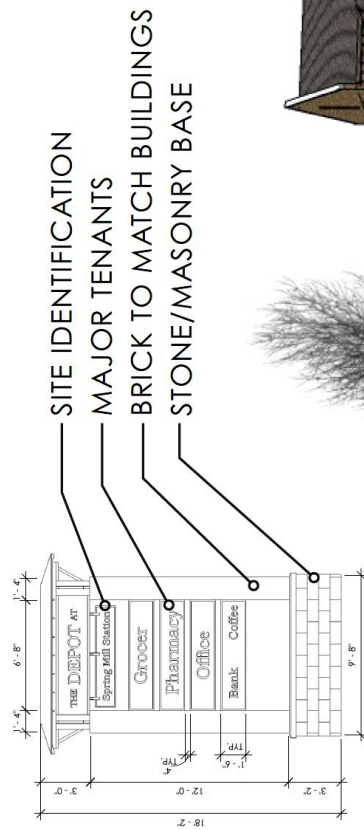 SITE IDENTIFICATION
MAJOR TENANTS
BRICK TO MATCH BUILDINGS
STONE/MASONRY BASE
1' - 4"
6' - 8"
1' - 4"
THE DEPOT AT
Spring Mill Station
Grocer
Pharmacy
Office
Bank Coffee
4"
TYP.
1' - 6"
TYP.
3' - 0"
12' - 0"
3' - 2"
18' - 2"
9' - 8"